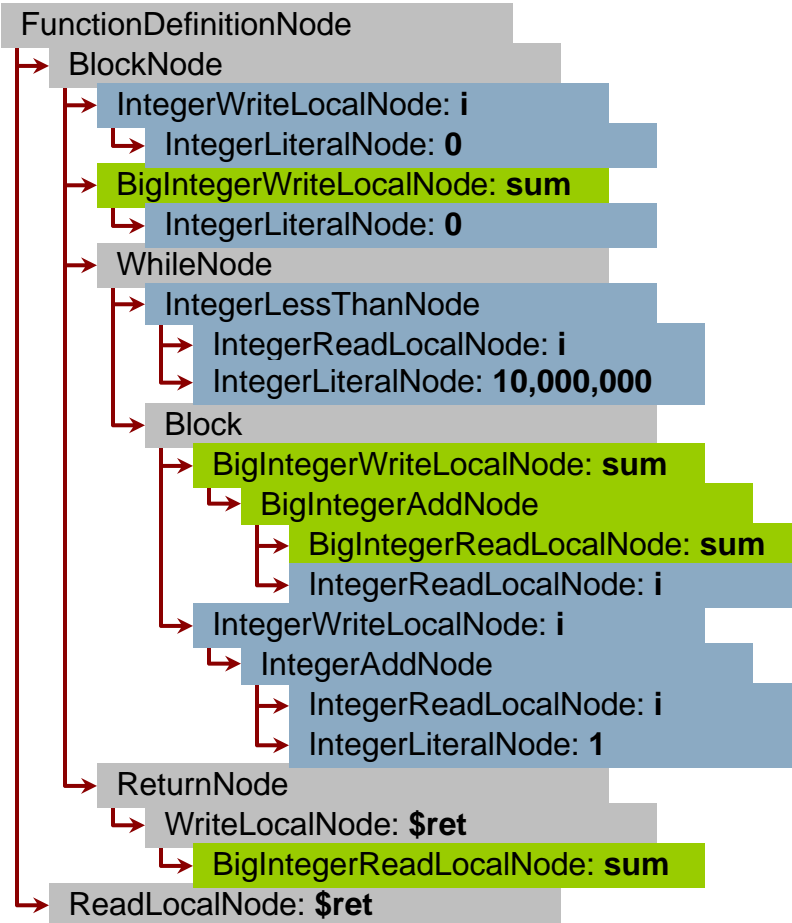 FunctionDefinitionNode
BlockNode
IntegerWriteLocalNode: i
IntegerLiteralNode: 0
BigIntegerWriteLocalNode: sum
IntegerLiteralNode: 0
WhileNode
IntegerLessThanNode
IntegerReadLocalNode: i
IntegerLiteralNode: 10,000,000
Block
BigIntegerWriteLocalNode: sum
BigIntegerAddNode
BigIntegerReadLocalNode: sum
IntegerReadLocalNode: i
IntegerWriteLocalNode: i
IntegerAddNode
IntegerReadLocalNode: i
IntegerLiteralNode: 1
ReturnNode
WriteLocalNode: $ret
BigIntegerReadLocalNode: sum
ReadLocalNode: $ret